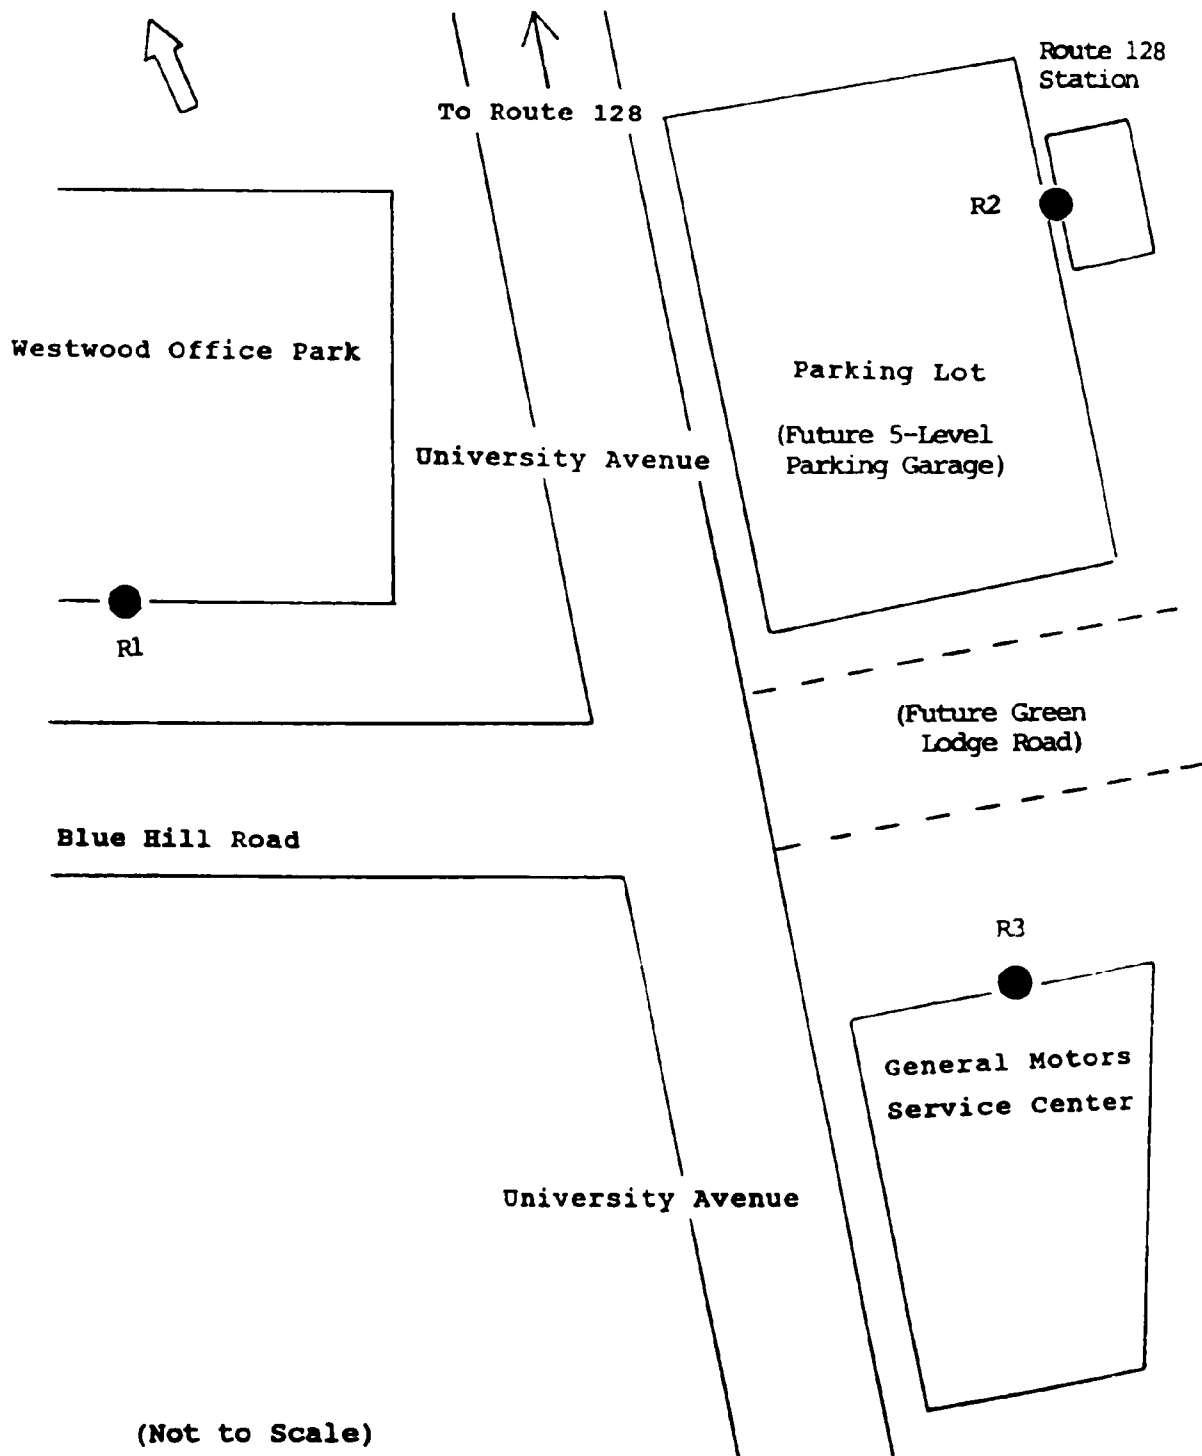 Route 128
Station
To Route 128
R2
Westwood Office Park
Parking Lot
(Future 5-Level
Parking Garage)
University Avenue
R1
(Future Green
Lodge Road)
Blue Hill Road
R3
General Motors
Service Center
University Avenue
(Not to Scale)